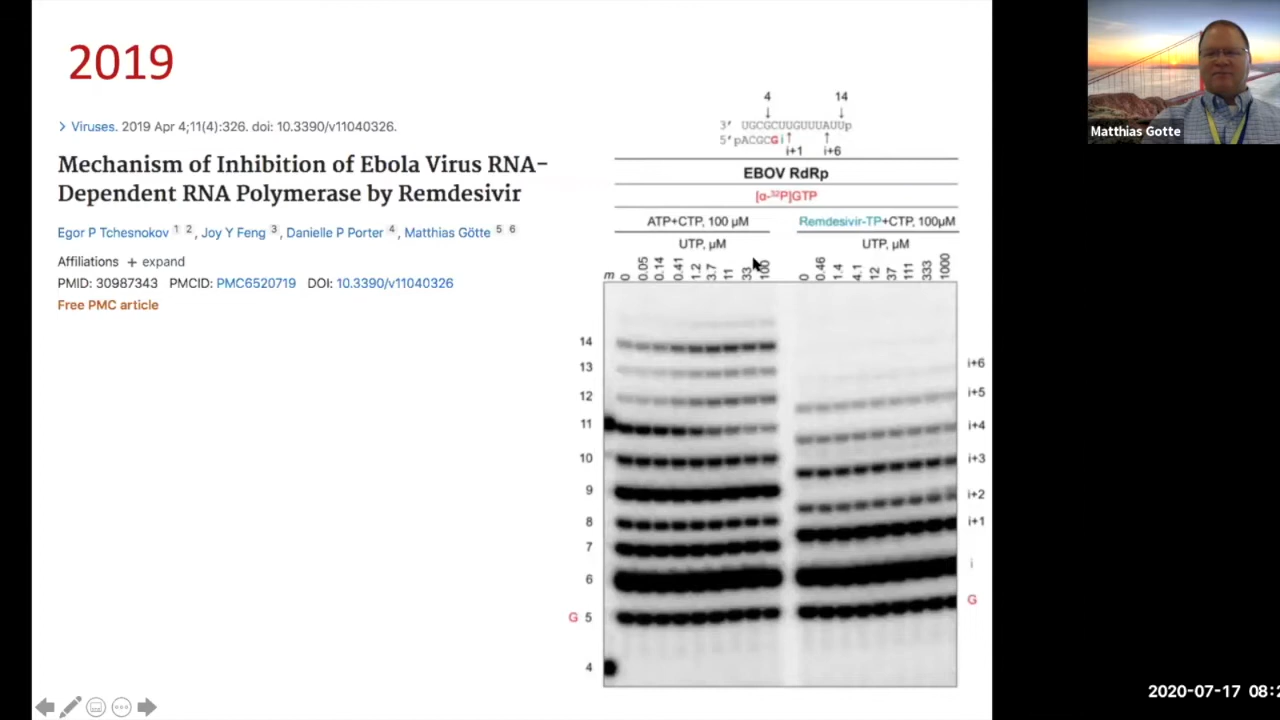 2019
> Viruses. 2019 Apr 4;11(4):326. doi: 10.3390/v11040326.
Mechanism of Inhibition of Ebola Virus RNA-
Dependent RNA Polymerase by Remdesivir
Egor P Tchesnokov 1 2, Joy Y Feng 3, Danielle P Porter 4, Matthias Götte 5 6
Affiliations + expand
PMID: 30987343 PMCID: PMC6520719 DOI: 10.3390/v11040326
Free PMC article
4 14
3' UGCGCUUGUUUAUUp
5'pACGCGi
i+1 i+6
EBOV RdRp
[α-³²P]GTP
ATP+CTP, 100 µM Remdesivir-TP+CTP, 100µM
UTP, µM UTP, µM
m 0 0.05 0.14 0.41 1.2 3.7 11 33 100 0 0.46 1.4 4.1 12 37 111 333 1000
14
13 i+6
12 i+5
11 i+4
10 i+3
9 i+2
8 i+1
7
6 i
G 5 G
4
Matthias Gotte
2020-07-17 08:2